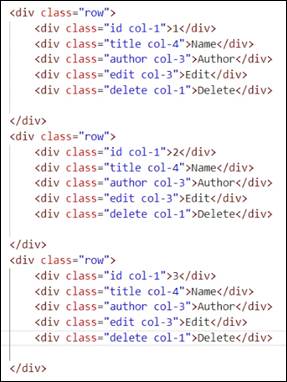 <div class="row">
<div class="id col-1">1</div>
<div class="title col-4">Name</div>
<div class="author col-3">Author</div>
<div class="edit col-3">Edit</div>
<div class="delete col-1">Delete</div>
</div>
<div class="row">
<div class="id col-1">2</div>
<div class="title col-4">Name</div>
<div class="author col-3">Author</div>
<div class="edit col-3">Edit</div>
<div class="delete col-1">Delete</div>
</div>
<div class="row">
<div class="id col-1">3</div>
<div class="title col-4">Name</div>
<div class="author col-3">Author</div>
<div class="edit col-3">Edit</div>
<div class="delete col-1">Delete</div>
</div>